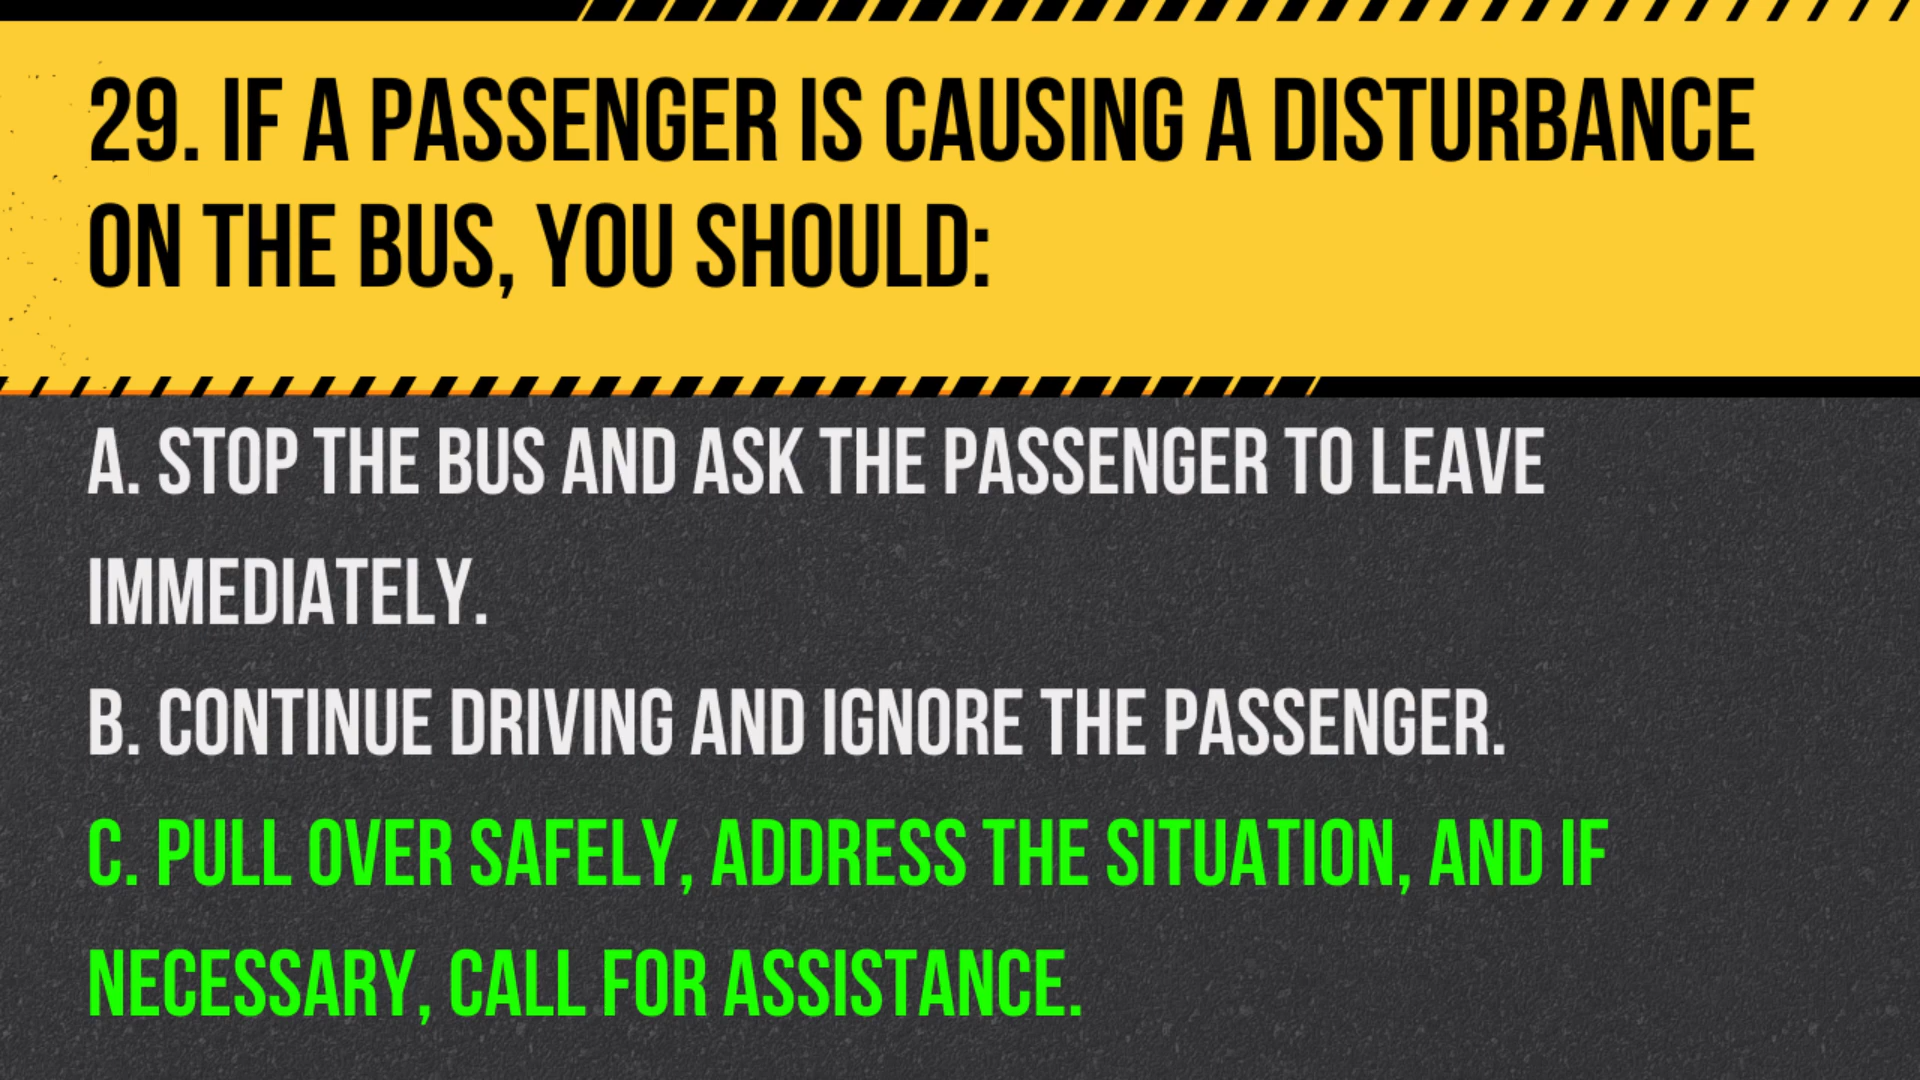 29. IF A PASSENGER IS CAUSING A DISTURBANCE
ON THE BUS, YOU SHOULD:
A. STOP THE BUS AND ASK THE PASSENGER TO LEAVE
IMMEDIATELY.
B. CONTINUE DRIVING AND IGNORE THE PASSENGER.
C. PULL OVER SAFELY, ADDRESS THE SITUATION, AND IF
NECESSARY, CALL FOR ASSISTANCE.